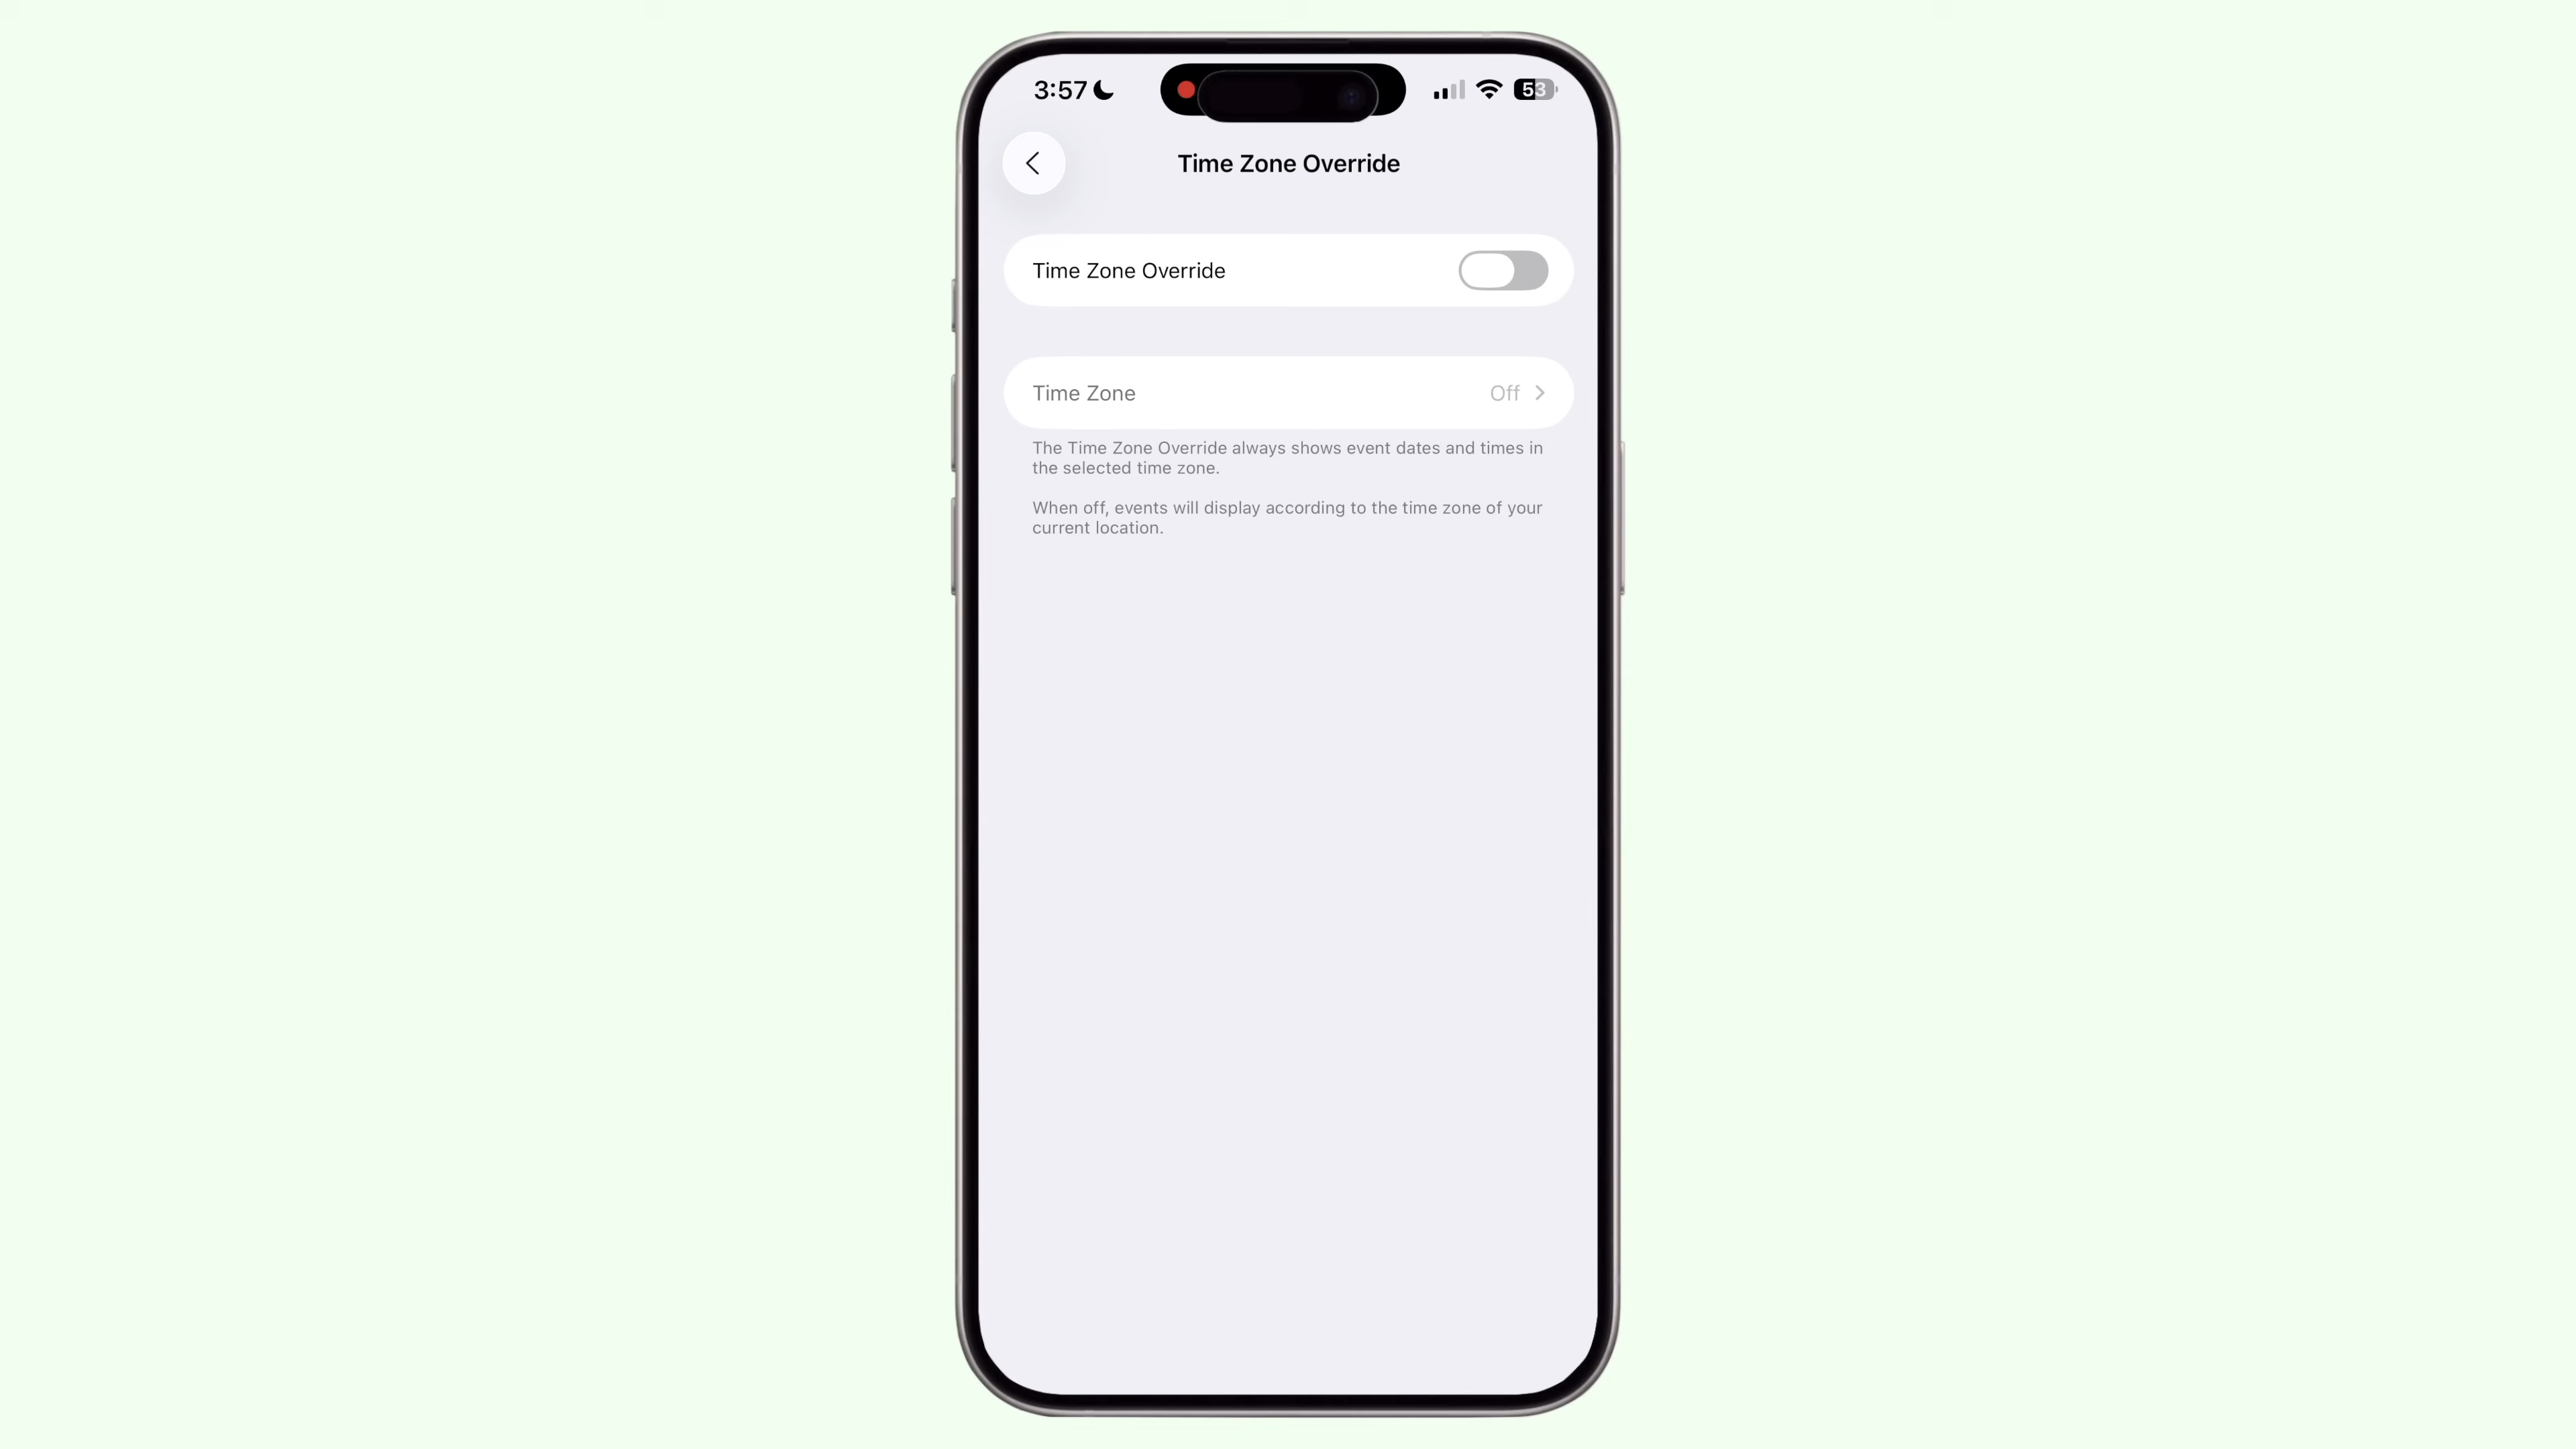 3:57
53
Time Zone Override
Time Zone Override
Time Zone
Off
The Time Zone Override always shows event dates and times in
the selected time zone.
When off, events will display according to the time zone of your
current location.